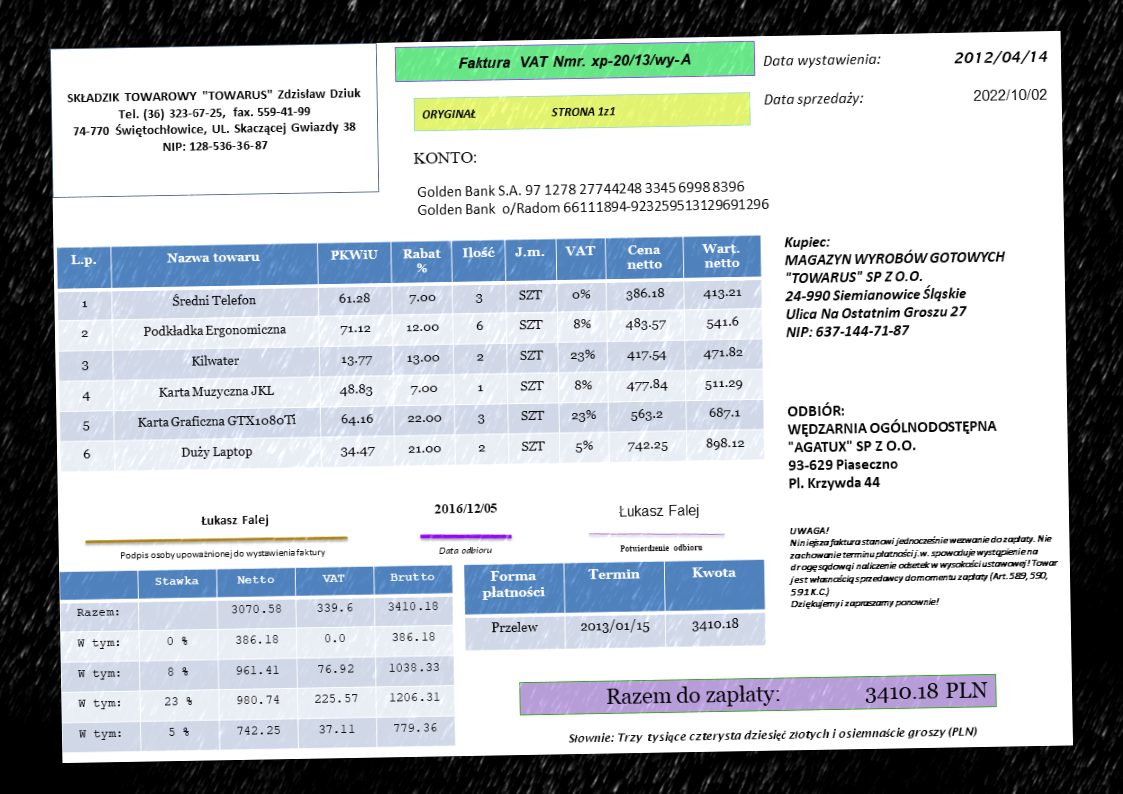 SKŁADZIK TOWAROWY "TOWARUS" Zdzisław Dziuk
Tel. (36) 323-67-25, fax. 559-41-99
74-770 Świętochłowice, UL. Skaczącej Gwiazdy 38
NIP: 128-536-36-87
Faktura VAT Nmr. xp-20/13/wy-A
ORYGINAŁ STRONA 1z1
Data wystawienia: 2012/04/14
Data sprzedaży: 2022/10/02
KONTO:
Golden Bank S.A. 97 1278 27744248 3345 6998 8396
Golden Bank o/Radom 66111894-923259513129691296
L.p. Nazwa towaru PKWiU Rabat % Ilość J.m. VAT Cena netto Wart. netto
1 Średni Telefon 61.28 7.00 3 SZT 0% 386.18 413.21
2 Podkładka Ergonomiczna 71.12 12.00 6 SZT 8% 483.57 541.6
3 Kilwater 13.77 13.00 2 SZT 23% 417.54 471.82
4 Karta Muzyczna JKL 48.83 7.00 1 SZT 8% 477.84 511.29
5 Karta Graficzna GTX1080Ti 64.16 22.00 3 SZT 23% 563.2 687.1
6 Duży Laptop 34.47 21.00 2 SZT 5% 742.25 898.12
Kupiec:
MAGAZYN WYROBÓW GOTOWYCH
"TOWARUS" SP Z O.O.
24-990 Siemianowice Śląskie
Ulica Na Ostatnim Groszu 27
NIP: 637-144-71-87
ODBIÓR:
WĘDZARNIA OGÓLNODOSTĘPNA
"AGATUX" SP Z O.O.
93-629 Piaseczno
Pl. Krzywda 44
Łukasz Falej
Podpis osoby upoważnionej do wystawienia faktury
2016/12/05
Data odbioru
Łukasz Falej
Potwierdzenie odbioru
UWAGA!
Niniejsza faktura stanowi jednocześnie wezwanie do zapłaty. Nie
zachowanie terminu płatności j.w. spowoduje wystąpienie na
drogę sądową i naliczenie odsetek w wysokości ustawowej! Towar
jest własnością sprzedawcy do momentu zapłaty (Art. 589, 590,
591 K.C.)
Dziękujemy i zapraszamy ponownie!
Stawka Netto VAT Brutto
Razem: 3070.58 339.6 3410.18
W tym: 0 % 386.18 0.0 386.18
W tym: 8 % 961.41 76.92 1038.33
W tym: 23 % 980.74 225.57 1206.31
W tym: 5 % 742.25 37.11 779.36
Forma płatności Termin Kwota
Przelew 2013/01/15 3410.18
Razem do zapłaty: 3410.18 PLN
Słownie: Trzy tysiące czterysta dziesięć złotych i osiemnaście groszy (PLN)